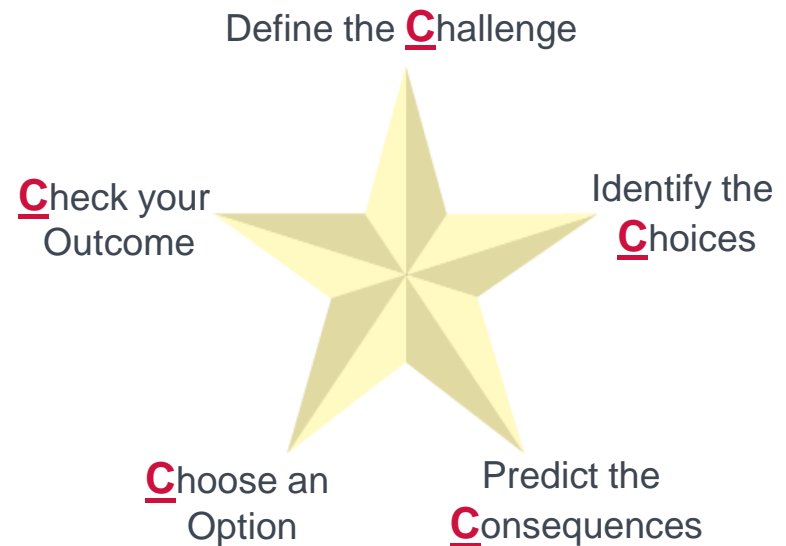 Define the Challenge
Identify the
Choices
Predict the
Consequences
Choose an
Option
Check your
Outcome